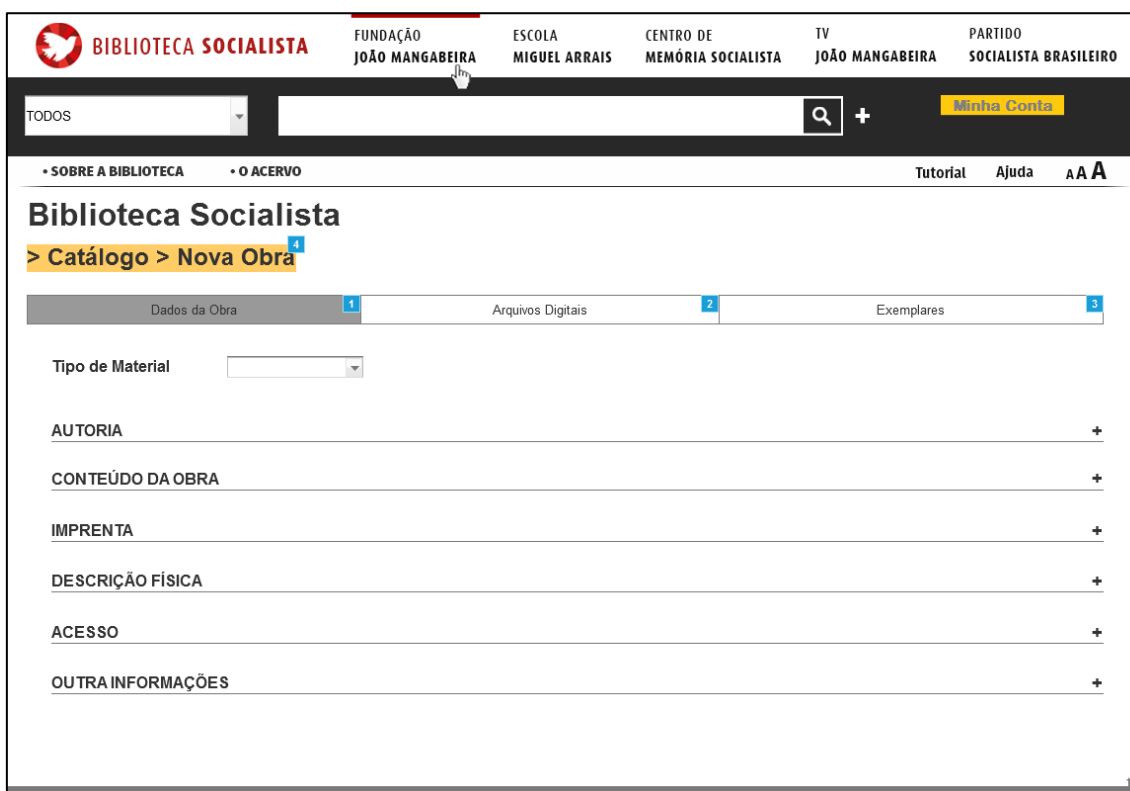 BIBLIOTECA SOCIALISTA
FUNDAÇÃO
JOÃO MANGABEIRA
ESCOLA
MIGUEL ARRAIS
CENTRO DE
MEMÓRIA SOCIALISTA
TV
JOÃO MANGABEIRA
PARTIDO
SOCIALISTA BRASILEIRO
TODOS
+
Minha Conta
• SOBRE A BIBLIOTECA
• O ACERVO
Tutorial
Ajuda
A A A
Biblioteca Socialista
> Catálogo > Nova Obra 4
Dados da Obra 1
Arquivos Digitais 2
Exemplares 3
Tipo de Material
AUTORIA +
CONTEÚDO DA OBRA +
IMPRENTA +
DESCRIÇÃO FÍSICA +
ACESSO +
OUTRA INFORMAÇÕES +